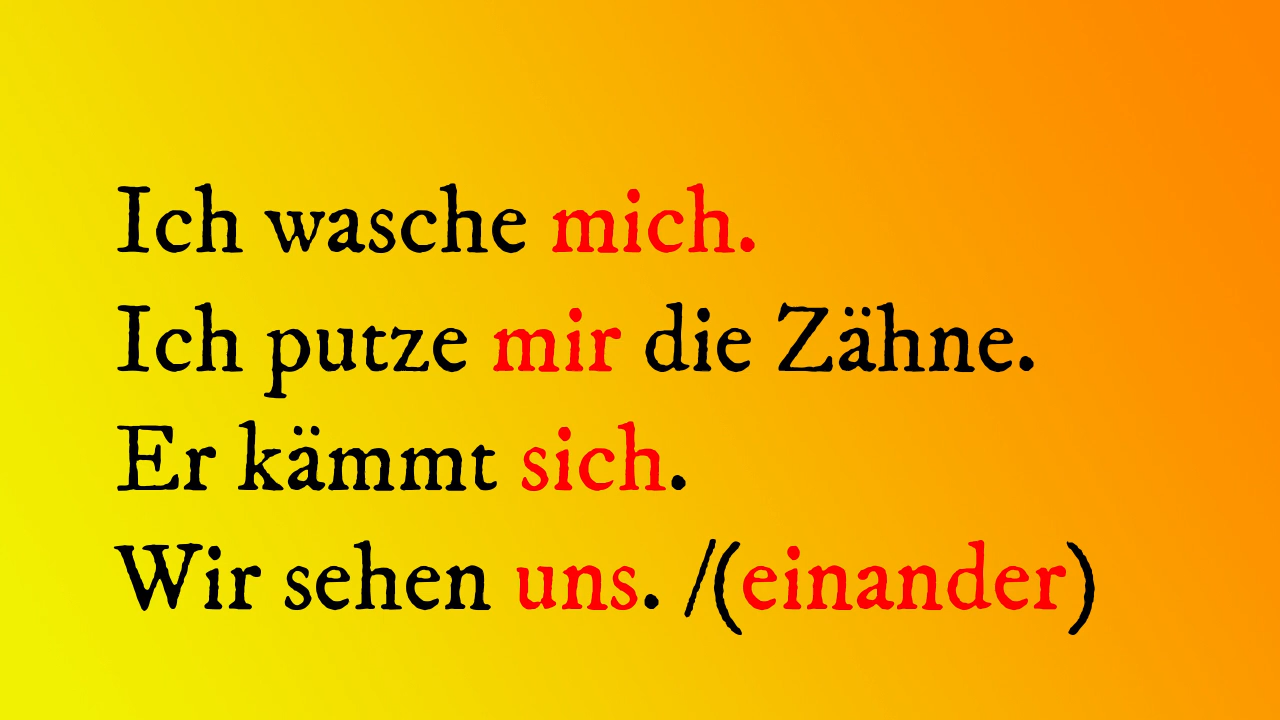 Ich wasche mich.
Ich putze mir die Zähne.
Er kämmt sich.
Wir sehen uns. /(einander)